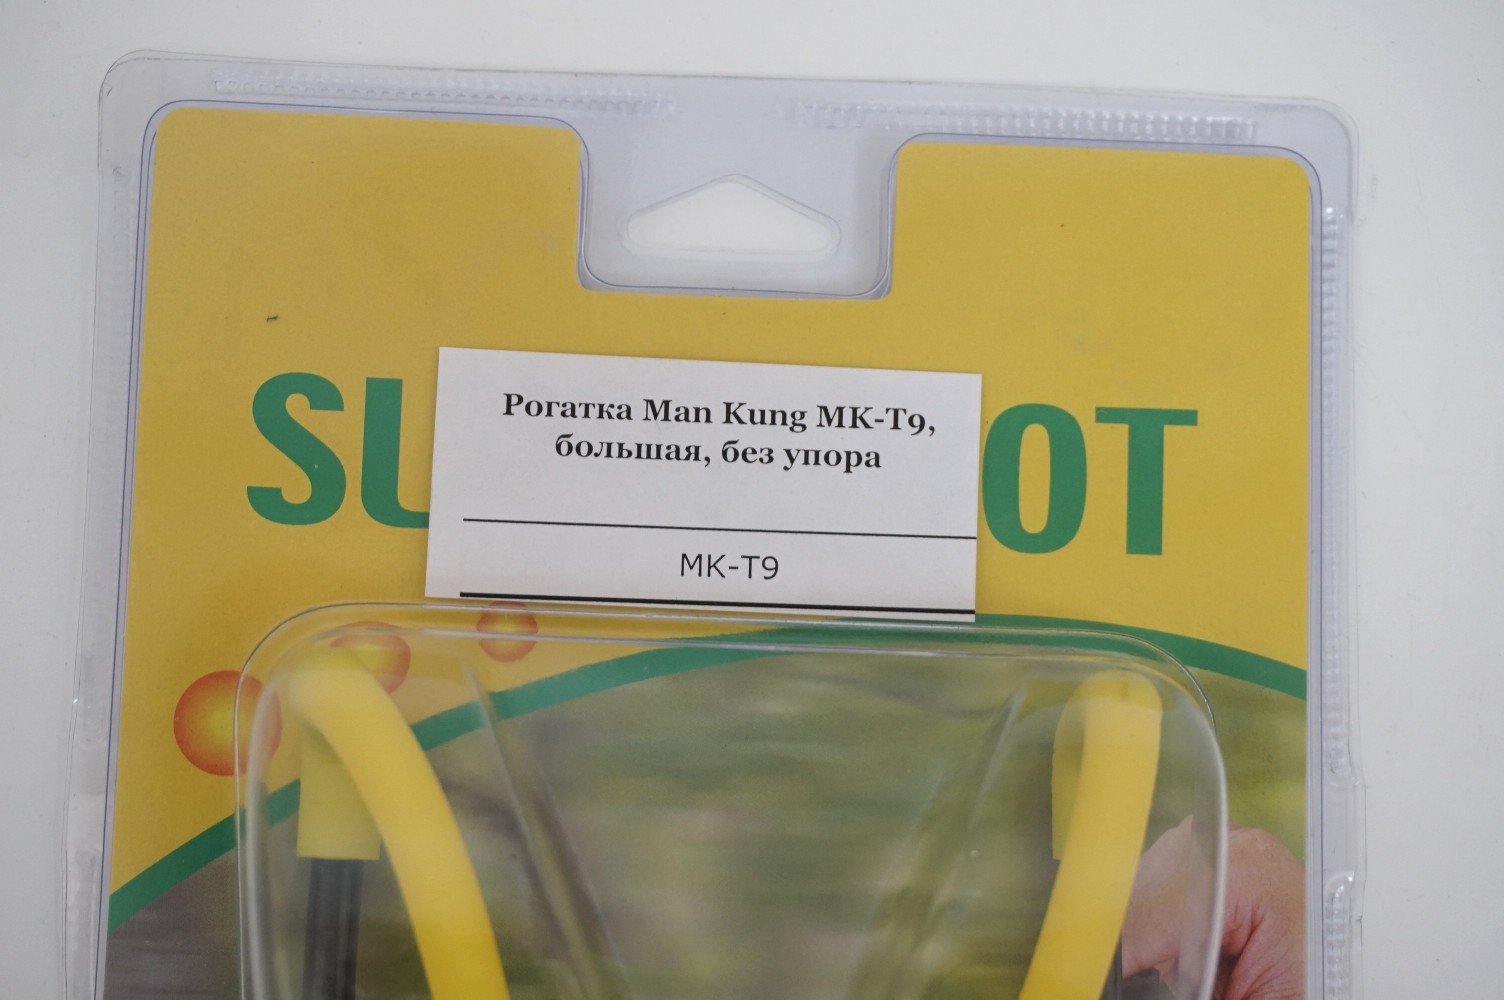 Рогатка Man Kung MK-T9,
большая, без упора
MK-T9